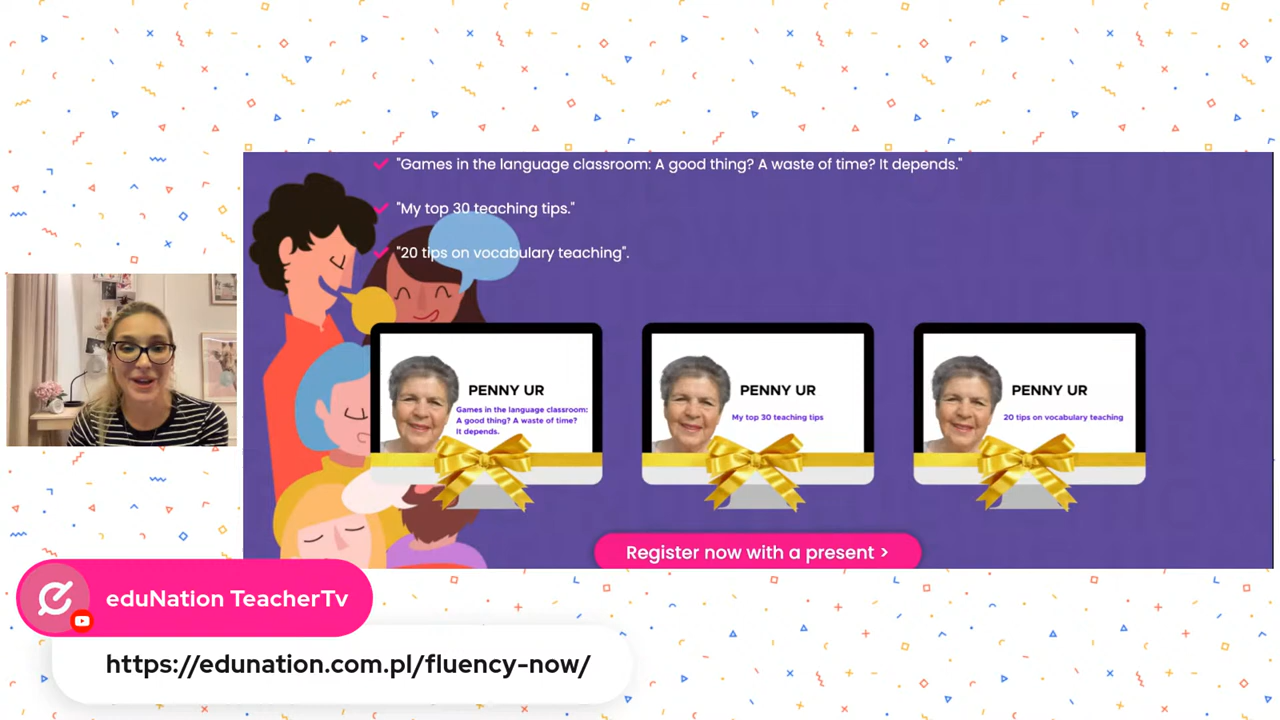 "Games in the language classroom: A good thing? A waste of time? It depends."
"My top 30 teaching tips."
"20 tips on vocabulary teaching".
PENNY UR
Games in the language classroom:
A good thing? A waste of time?
It depends.
PENNY UR
My top 30 teaching tips
PENNY UR
20 tips on vocabulary teaching
Register now with a present >
eduNation TeacherTv
https://edunation.com.pl/fluency-now/